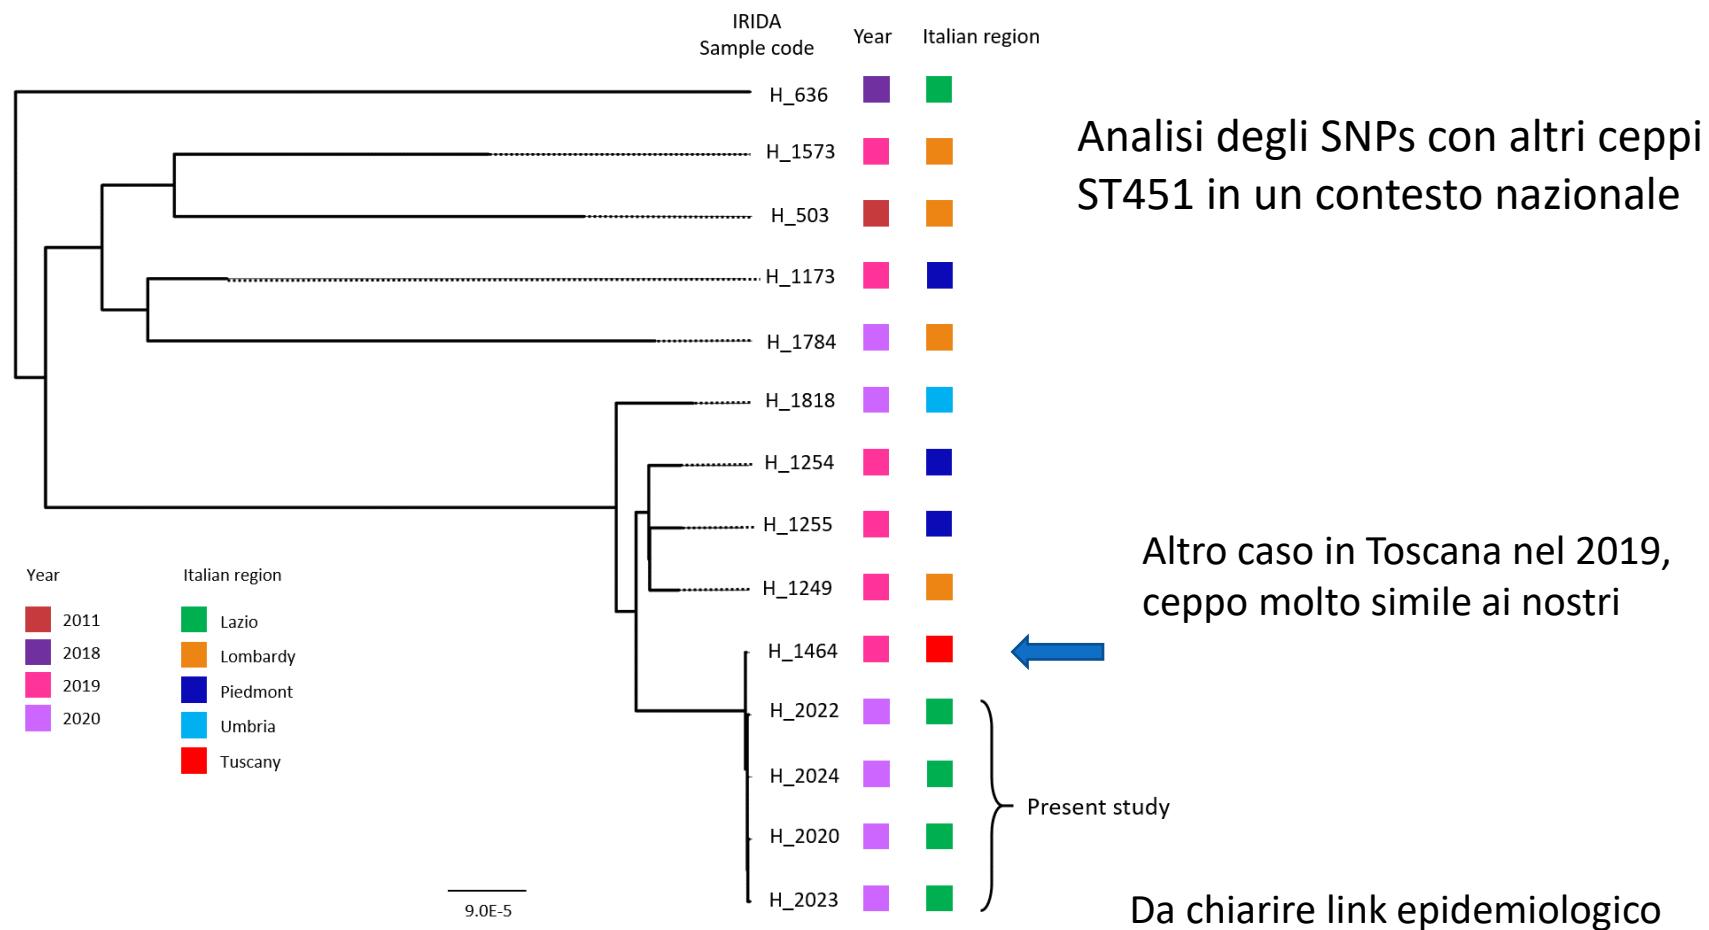 IRIDA
Sample code
Year
Italian region
H_636
H_1573
H_503
H_1173
H_1784
H_1818
H_1254
H_1255
H_1249
H_1464
H_2022
H_2024
H_2020
H_2023
Analisi degli SNPs con altri ceppi
ST451 in un contesto nazionale
Altro caso in Toscana nel 2019,
ceppo molto simile ai nostri
Present study
Da chiarire link epidemiologico
Year
2011
2018
2019
2020
Italian region
Lazio
Lombardy
Piedmont
Umbria
Tuscany
9.0E-5